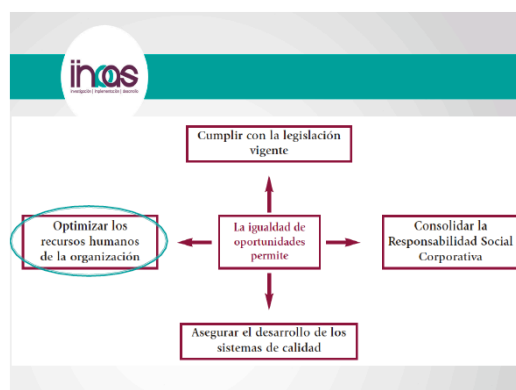 incas
investigación | implementación | desarrollo
Cumplir con la legislación
vigente
Optimizar los
recursos humanos
de la organización
La igualdad de
oportunidades
permite
Consolidar la
Responsabilidad Social
Corporativa
Asegurar el desarrollo de los
sistemas de calidad